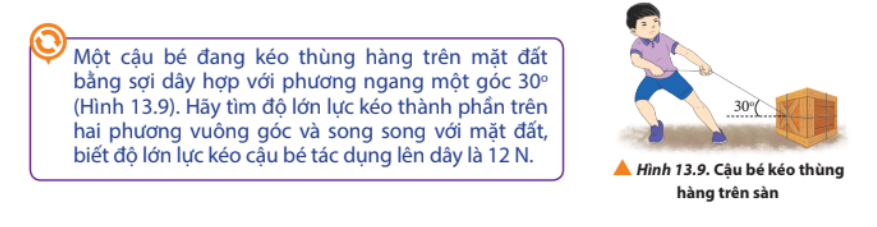 Một cậu bé đang kéo thùng hàng trên mặt đất
bằng sợi dây hợp với phương ngang một góc 30º
(Hình 13.9). Hãy tìm độ lớn lực kéo thành phần trên
hai phương vuông góc và song song với mặt đất,
biết độ lớn lực kéo cậu bé tác dụng lên dây là 12 N.
30º
▲ Hình 13.9. Cậu bé kéo thùng
hàng trên sàn